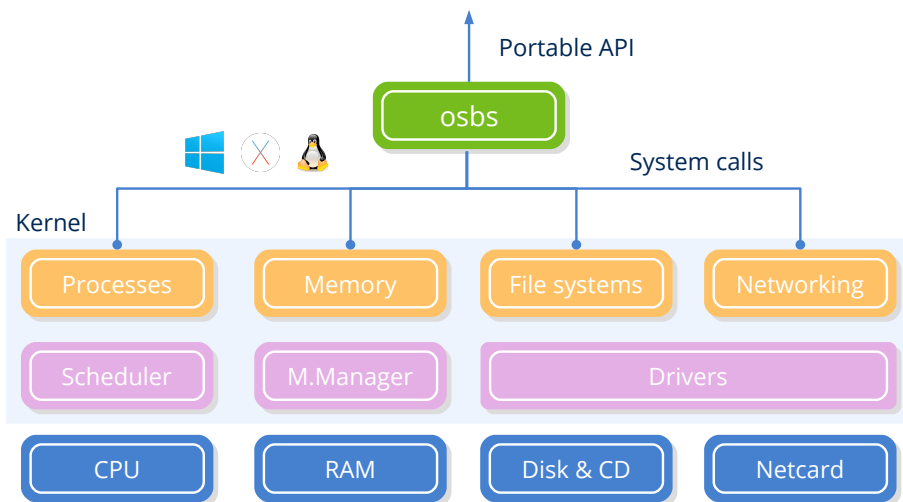 Portable API
osbs
System calls
Kernel
Processes
Memory
File systems
Networking
Scheduler
M.Manager
Drivers
CPU
RAM
Disk & CD
Netcard